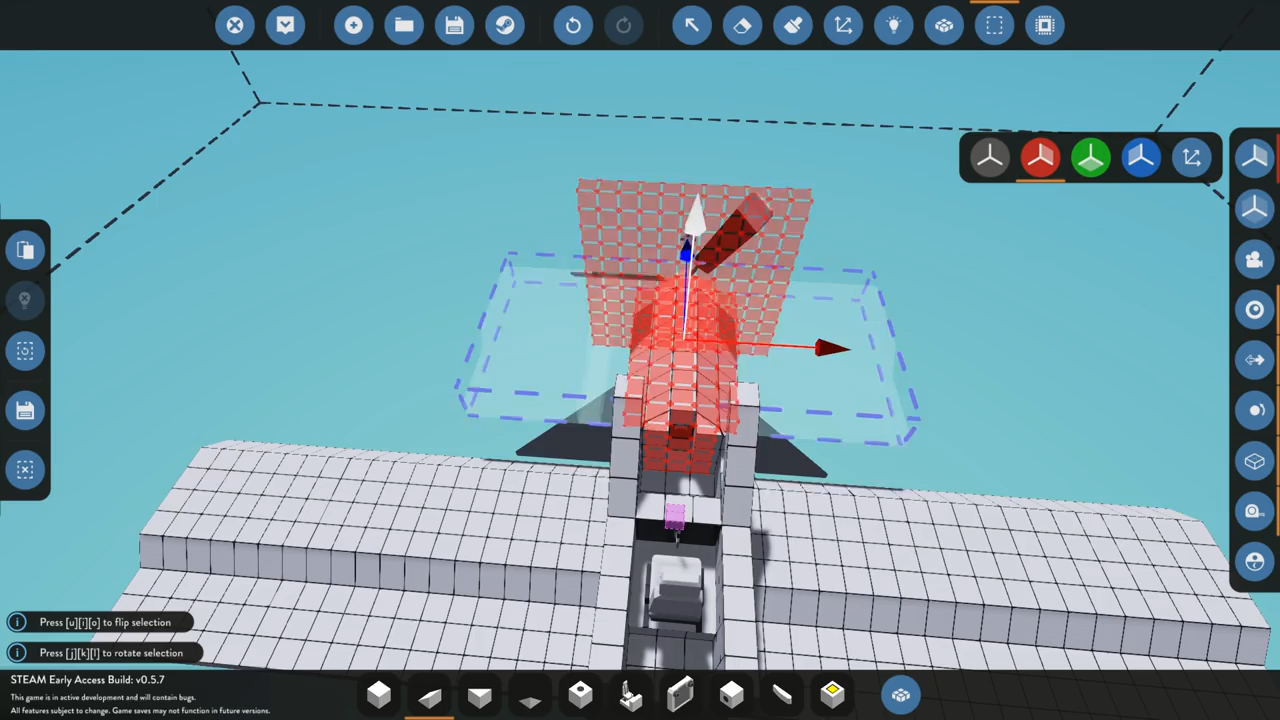 Press [u][i][o] to flip selection
Press [j][k][l] to rotate selection
STEAM Early Access Build: v0.5.7
This game is in active development and will contain bugs.
All features subject to change. Game saves may not function in future versions.